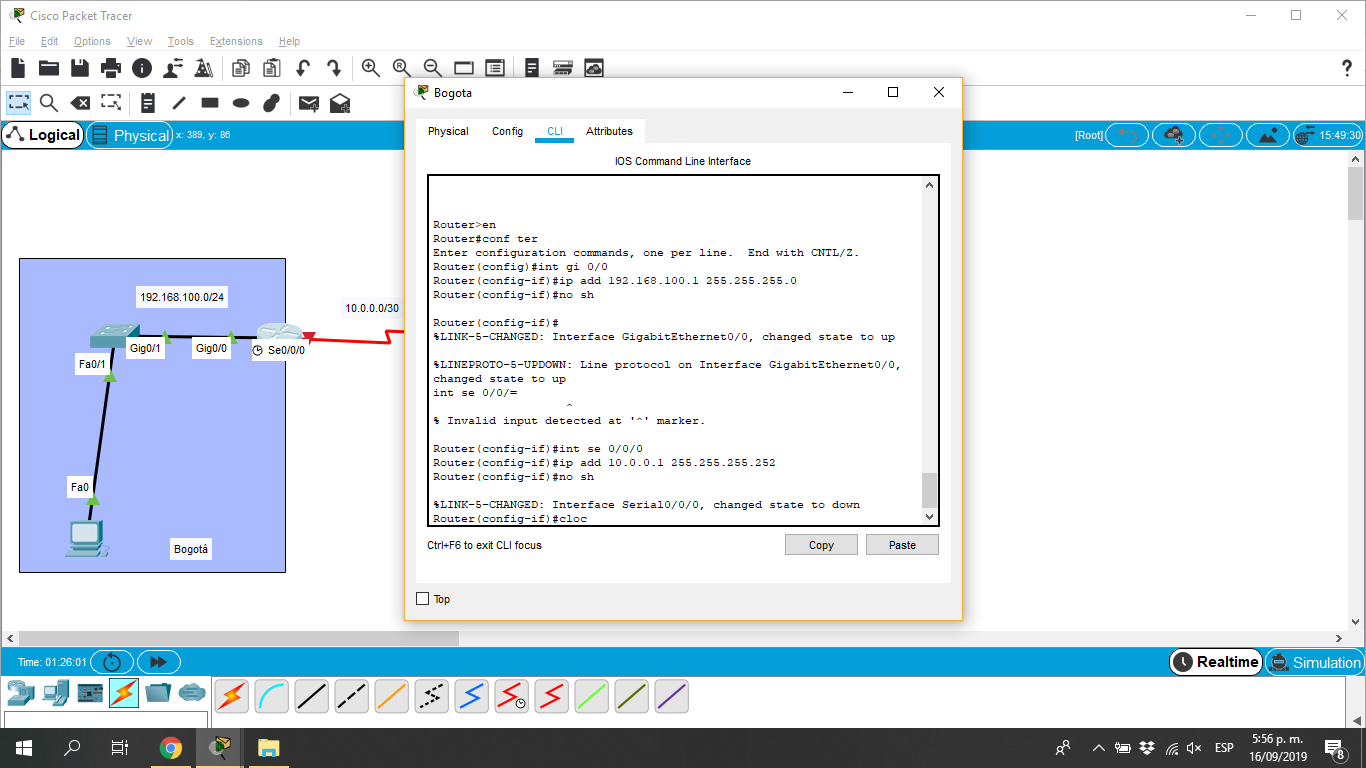 Cisco Packet Tracer
File Edit Options View Tools Extensions Help
Logical Physical x: 389, y: 86 [Root] 15:49:30
192.168.100.0/24
10.0.0.0/30
Gig0/1 Gig0/0 Se0/0/0
Fa0/1
Fa0
Bogotá
Bogota
Physical Config CLI Attributes
IOS Command Line Interface
Router>en
Router#conf ter
Enter configuration commands, one per line.  End with CNTL/Z.
Router(config)#int gi 0/0
Router(config-if)#ip add 192.168.100.1 255.255.255.0
Router(config-if)#no sh
Router(config-if)#
%LINK-5-CHANGED: Interface GigabitEthernet0/0, changed state to up
%LINEPROTO-5-UPDOWN: Line protocol on Interface GigabitEthernet0/0,
changed state to up
int se 0/0/=
^
% Invalid input detected at '^' marker.
Router(config-if)#int se 0/0/0
Router(config-if)#ip add 10.0.0.1 255.255.255.252
Router(config-if)#no sh
%LINK-5-CHANGED: Interface Serial0/0/0, changed state to down
Router(config-if)#cloc
Ctrl+F6 to exit CLI focus Copy Paste
Top
Time: 01:26:01 Realtime Simulation
ESP 5:56 p. m.
16/09/2019 8